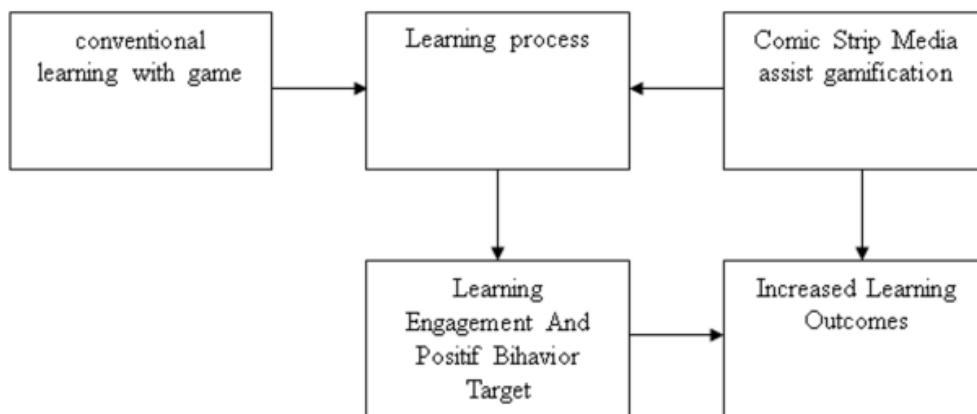 conventional
learning with game
Learning process
Comic Strip Media
assist gamification
Learning
Engagement And
Positif Bihavior
Target
Increased Learning
Outcomes